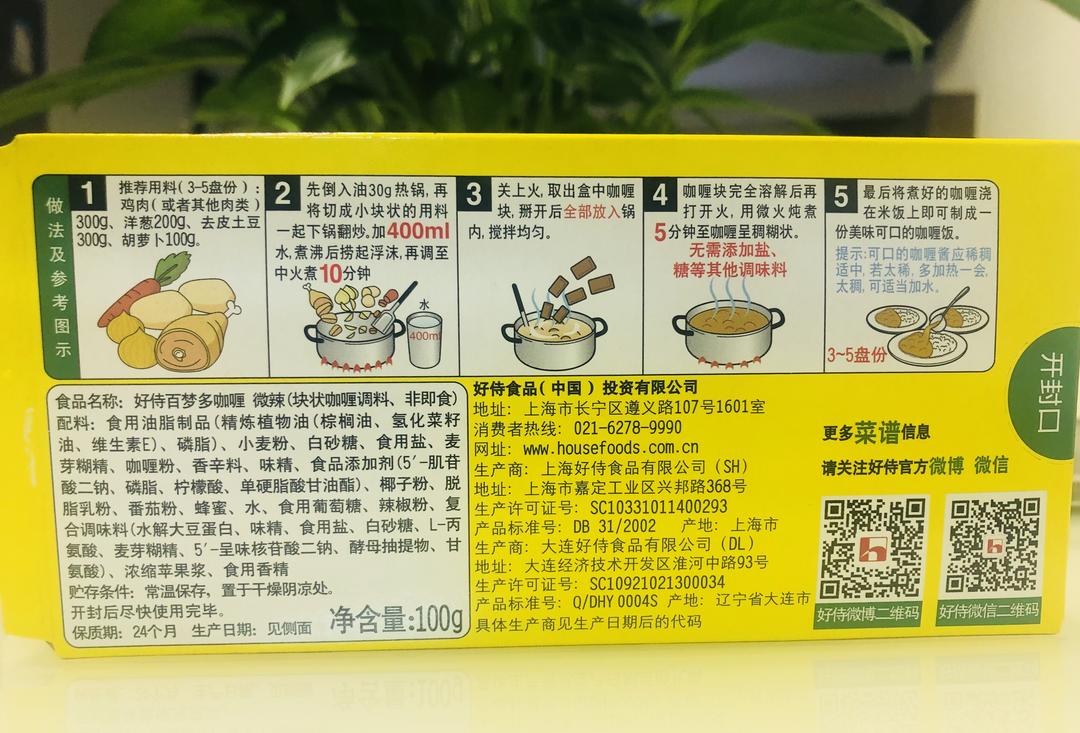 做法及参考图示
1
推荐用料(3-5盘份):
鸡肉(或者其他肉类)
300g、洋葱200g、去皮土豆
300g、胡萝卜100g。
2
先倒入油30g热锅,再
将切成小块状的用料
一起下锅翻炒。加400ml
水,煮沸后捞起浮沫,再调至
中火煮10分钟
水
400ml
3
关上火,取出盒中咖喱
块,掰开后全部放入锅
内,搅拌均匀。
4
咖喱块完全溶解后再
打开火,用微火炖煮
5分钟至咖喱呈稠糊状。
无需添加盐、
糖等其他调味料
5
最后将煮好的咖喱浇
在米饭上即可制成一
份美味可口的咖喱饭。
提示:可口的咖喱酱应稀稠
适中,若太稀,多加热一会,
太稠,可适当加水。
3~5盘份
开封口
食品名称: 好侍百梦多咖喱 微辣(块状咖喱调料、非即食)
配料: 食用油脂制品(精炼植物油(棕榈油、氢化菜籽
油、维生素E)、磷脂)、小麦粉、白砂糖、食用盐、麦
芽糊精、咖喱粉、香辛料、味精、食品添加剂(5′-肌苷
酸二钠、磷脂、柠檬酸、单硬脂酸甘油酯)、椰子粉、脱
脂乳粉、番茄粉、蜂蜜、水、食用葡萄糖、辣椒粉、复
合调味料(水解大豆蛋白、味精、食用盐、白砂糖、L-丙
氨酸、麦芽糊精、5′-呈味核苷酸二钠、酵母抽提物、甘
氨酸)、浓缩苹果浆、食用香精
贮存条件: 常温保存,置于干燥阴凉处。
开封后尽快使用完毕。
保质期: 24个月 生产日期: 见侧面
净含量:100g
好侍食品(中国)投资有限公司
地址: 上海市长宁区遵义路107号1601室
消费者热线: 021-6278-9990
网址: www.housefoods.com.cn
生产商: 上海好侍食品有限公司(SH)
地址: 上海市嘉定工业区兴邦路368号
生产许可证号: SC10331011400293
产品标准号: DB 31/2002 产地: 上海市
生产商: 大连好侍食品有限公司(DL)
地址: 大连经济技术开发区淮河中路93号
生产许可证号: SC10921021300034
产品标准号: Q/DHY 0004S 产地: 辽宁省大连市
具体生产商见生产日期后的代码
更多菜谱信息
请关注好侍官方微博 微信
好侍微博二维码
好侍微信二维码